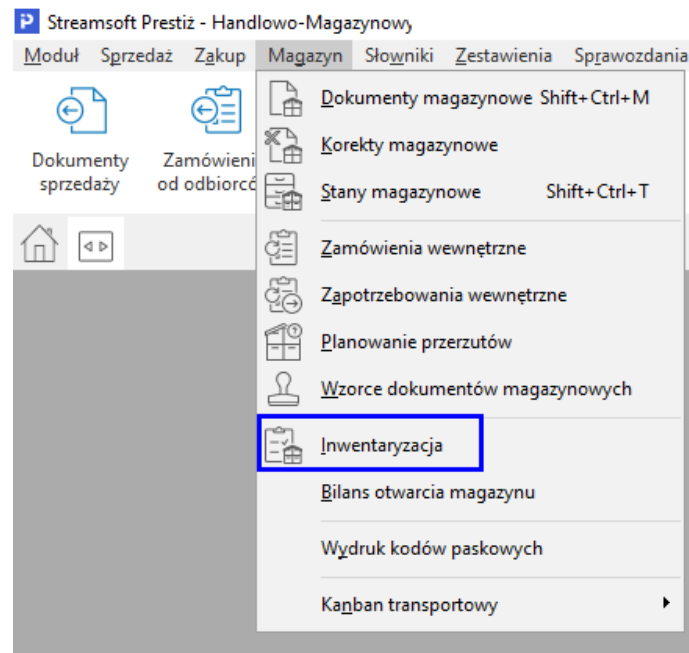 Streamsoft Prestiż - Handlowo-Magazynowy
Moduł Sprzedaż Zakup Magazyn Słowniki Zestawienia Sprawozdania
Dokumenty sprzedaży
Zamówieni od odbiorcó
Dokumenty magazynowe Shift+Ctrl+M
Korekty magazynowe
Stany magazynowe Shift+Ctrl+T
Zamówienia wewnętrzne
Zapotrzebowania wewnętrzne
Planowanie przerzutów
Wzorce dokumentów magazynowych
Inwentaryzacja
Bilans otwarcia magazynu
Wydruk kodów paskowych
Kanban transportowy